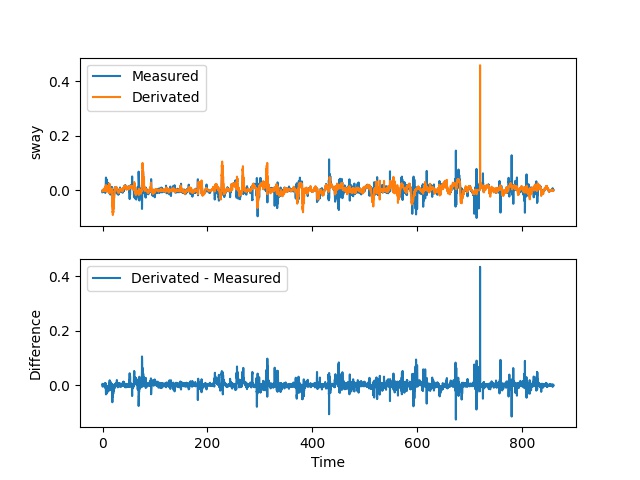 Measured
Derivated
sway
0.4
0.2
0.0
Derivated - Measured
Difference
0.4
0.2
0.0
0 200 400 600 800
Time